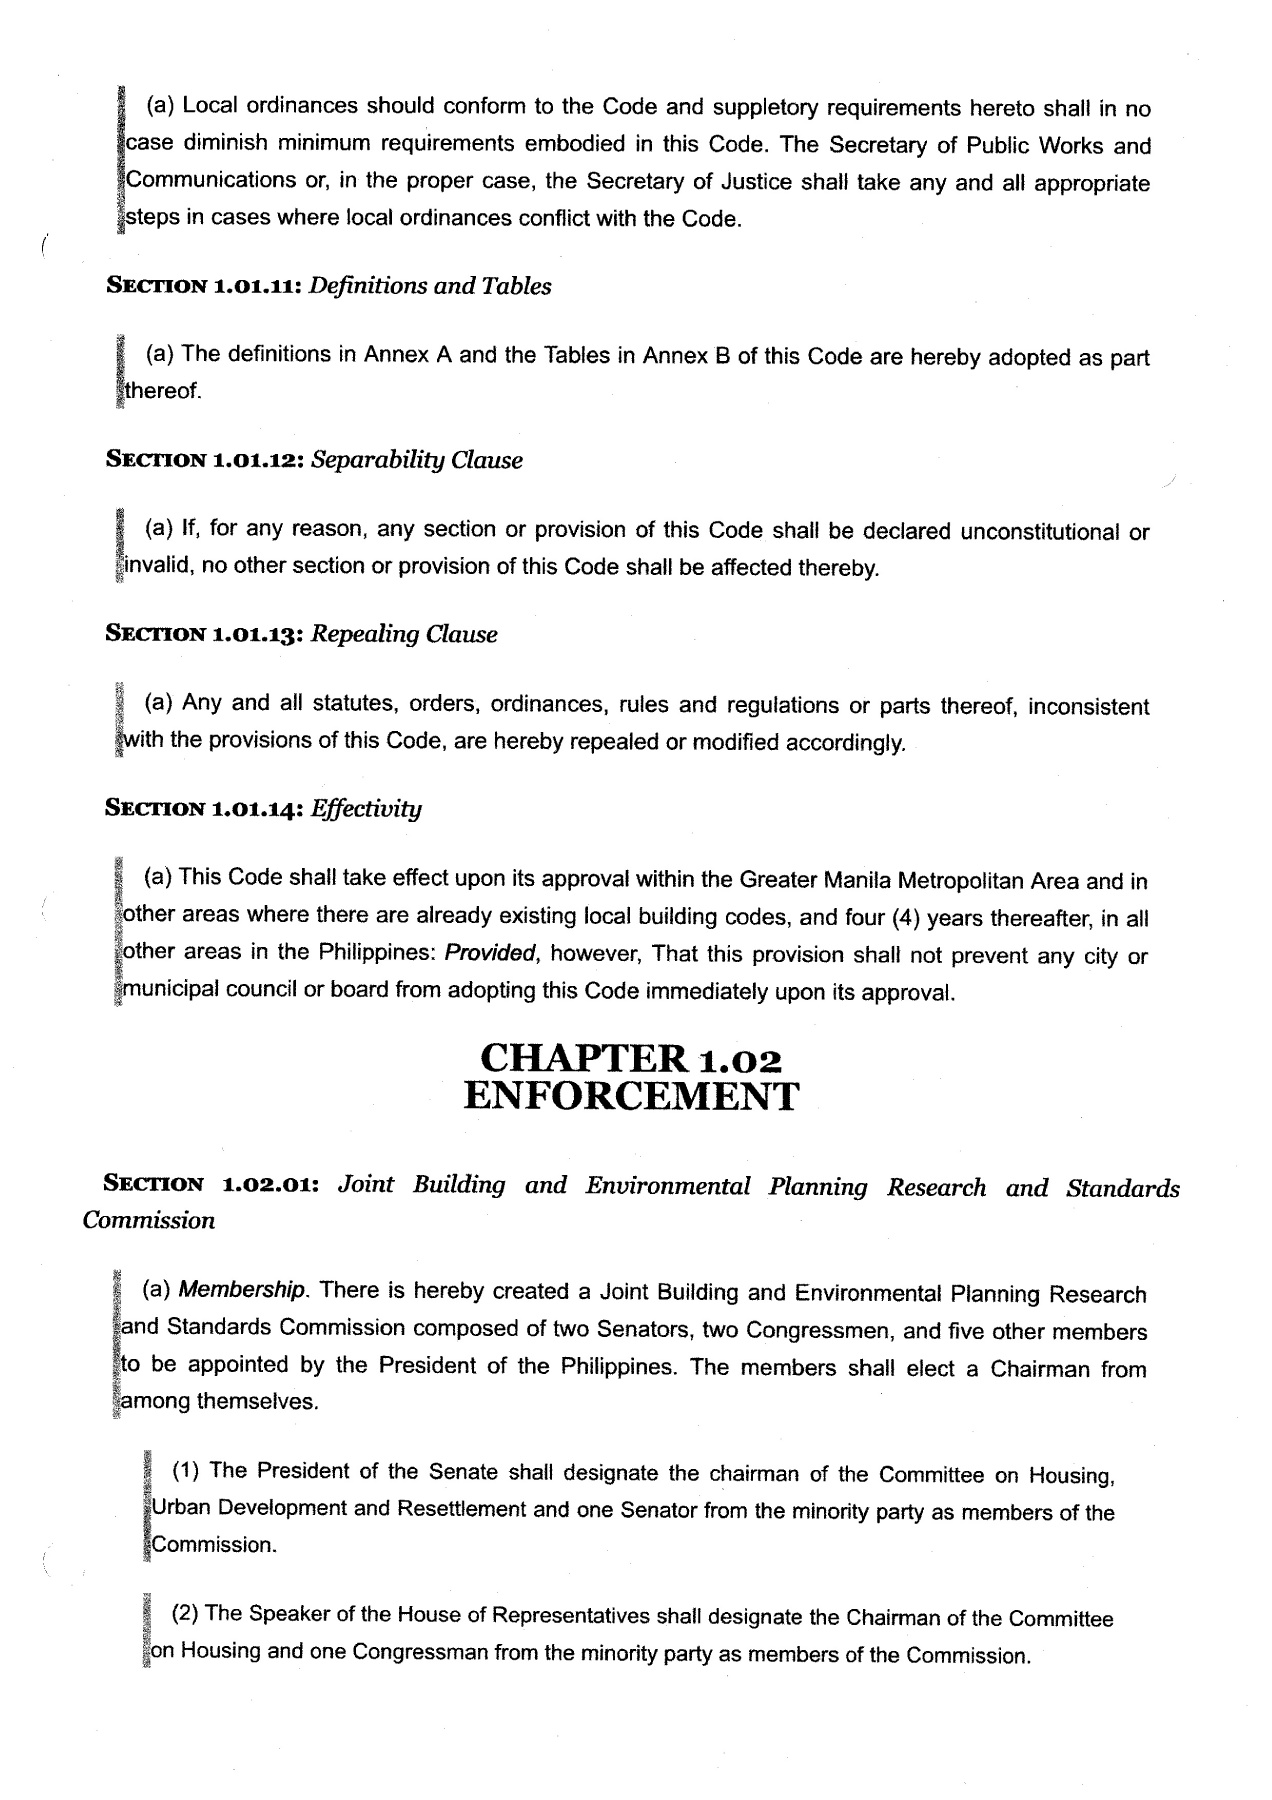 (a) Local ordinances should conform to the Code and suppletory requirements hereto shall in no
case diminish minimum requirements embodied in this Code. The Secretary of Public Works and
Communications or, in the proper case, the Secretary of Justice shall take any and all appropriate
steps in cases where local ordinances conflict with the Code.
SECTION 1.01.11: Definitions and Tables
(a) The definitions in Annex A and the Tables in Annex B of this Code are hereby adopted as part
thereof.
SECTION 1.01.12: Separability Clause
(a) If, for any reason, any section or provision of this Code shall be declared unconstitutional or
invalid, no other section or provision of this Code shall be affected thereby.
SECTION 1.01.13: Repealing Clause
(a) Any and all statutes, orders, ordinances, rules and regulations or parts thereof, inconsistent
with the provisions of this Code, are hereby repealed or modified accordingly.
SECTION 1.01.14: Effectivity
(a) This Code shall take effect upon its approval within the Greater Manila Metropolitan Area and in
other areas where there are already existing local building codes, and four (4) years thereafter, in all
other areas in the Philippines: Provided, however, That this provision shall not prevent any city or
municipal council or board from adopting this Code immediately upon its approval.
CHAPTER 1.02
ENFORCEMENT
SECTION 1.02.01: Joint Building and Environmental Planning Research and Standards
Commission
(a) Membership. There is hereby created a Joint Building and Environmental Planning Research
and Standards Commission composed of two Senators, two Congressmen, and five other members
to be appointed by the President of the Philippines. The members shall elect a Chairman from
among themselves.
(1) The President of the Senate shall designate the chairman of the Committee on Housing,
Urban Development and Resettlement and one Senator from the minority party as members of the
Commission.
(2) The Speaker of the House of Representatives shall designate the Chairman of the Committee
on Housing and one Congressman from the minority party as members of the Commission.